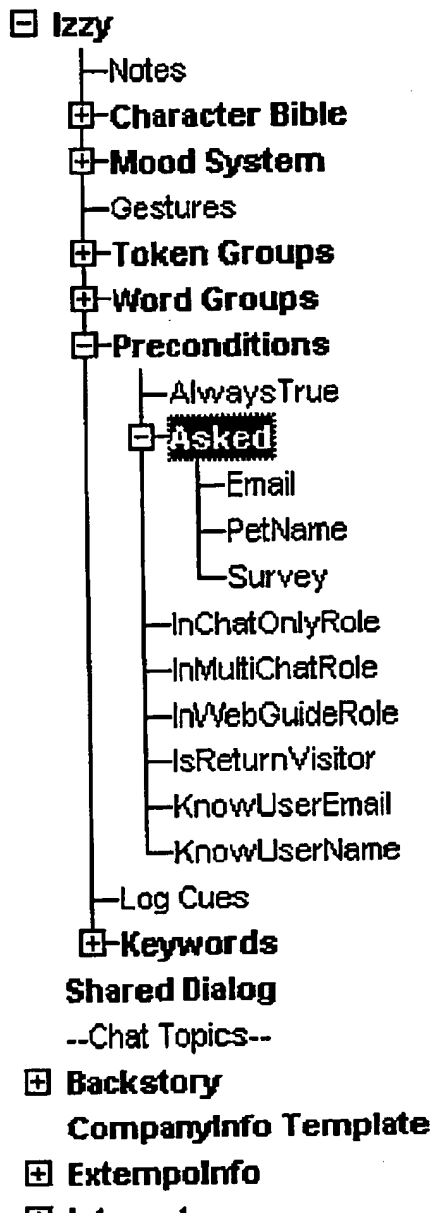 Izzy
Notes
Character Bible
Mood System
Gestures
Token Groups
Word Groups
Preconditions
AlwaysTrue
Asked
Email
PetName
Survey
InChatOnlyRole
InMultiChatRole
InWebGuideRole
IsReturnVisitor
KnowUserEmail
KnowUserName
Log Cues
Keywords
Shared Dialog
--Chat Topics--
Backstory
CompanyInfo Template
ExtempoInfo